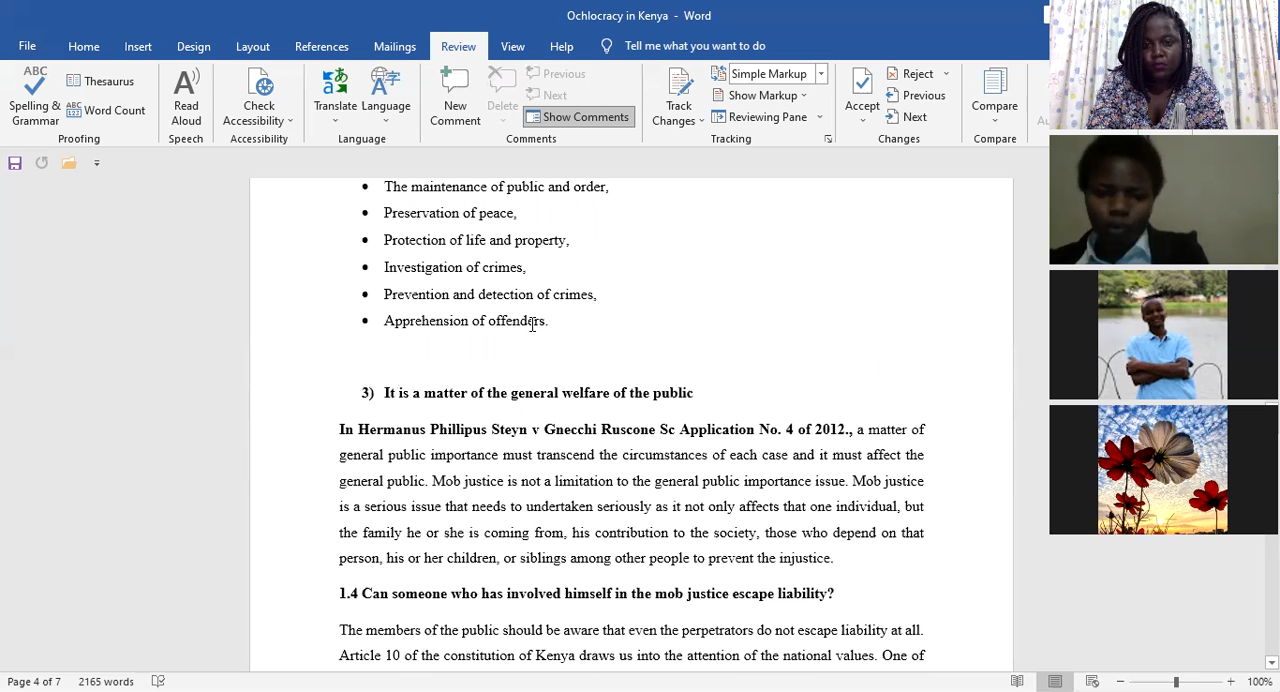 Ochlocracy in Kenya - Word
File Home Insert Design Layout References Mailings Review View Help Tell me what you want to do
ABC
Spelling & Grammar
Thesaurus
ABC 123 Word Count
Proofing
Read Aloud
Speech
Check Accessibility
Accessibility
Translate
Language
Language
New Comment
Delete
Previous
Next
Show Comments
Comments
Track Changes
Simple Markup
Show Markup
Reviewing Pane
Tracking
Accept
Reject
Previous
Next
Changes
Compare
Compare
• The maintenance of public and order,
• Preservation of peace,
• Protection of life and property,
• Investigation of crimes,
• Prevention and detection of crimes,
• Apprehension of offenders.
3) It is a matter of the general welfare of the public
In Hermanus Phillipus Steyn v Gnecchi Ruscone Sc Application No. 4 of 2012., a matter of
general public importance must transcend the circumstances of each case and it must affect the
general public. Mob justice is not a limitation to the general public importance issue. Mob justice
is a serious issue that needs to undertaken seriously as it not only affects that one individual, but
the family he or she is coming from, his contribution to the society, those who depend on that
person, his or her children, or siblings among other people to prevent the injustice.
1.4 Can someone who has involved himself in the mob justice escape liability?
The members of the public should be aware that even the perpetrators do not escape liability at all.
Article 10 of the constitution of Kenya draws us into the attention of the national values. One of
Page 4 of 7 2165 words
100%